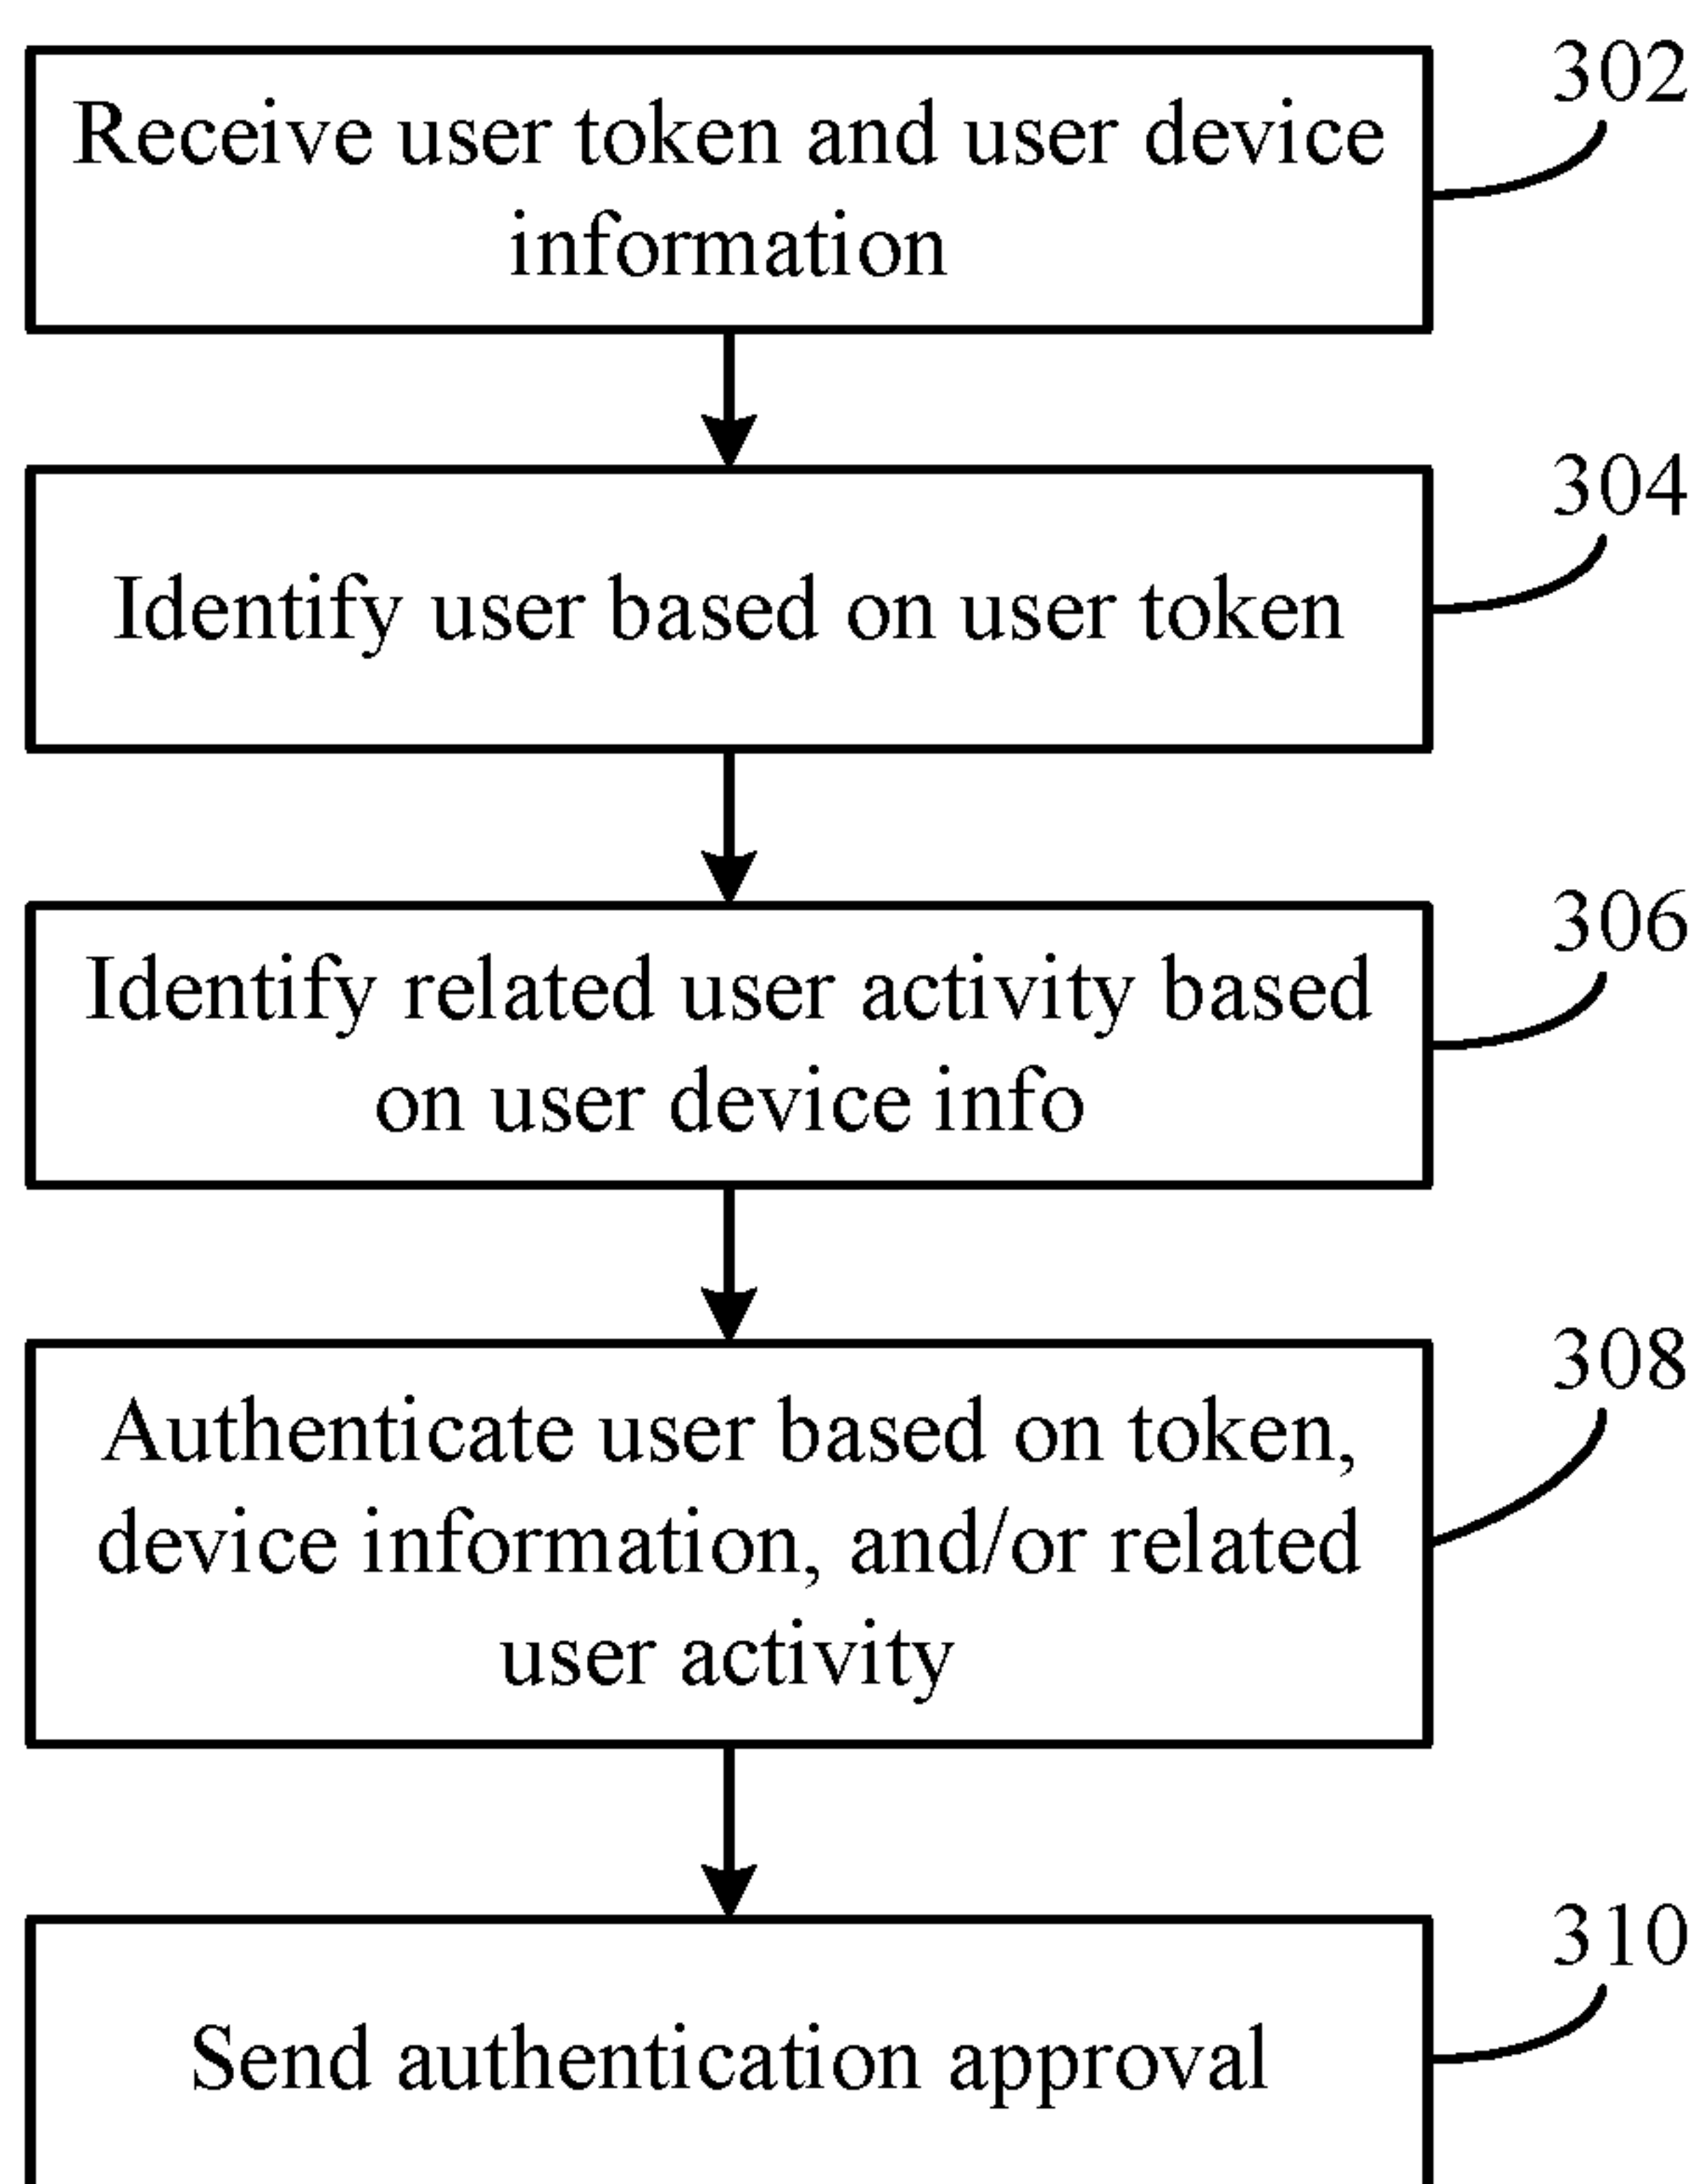 302
Receive user token and user device
information
304
Identify user based on user token
306
Identify related user activity based
on user device info
308
Authenticate user based on token,
device information, and/or related
user activity
310
Send authentication approval